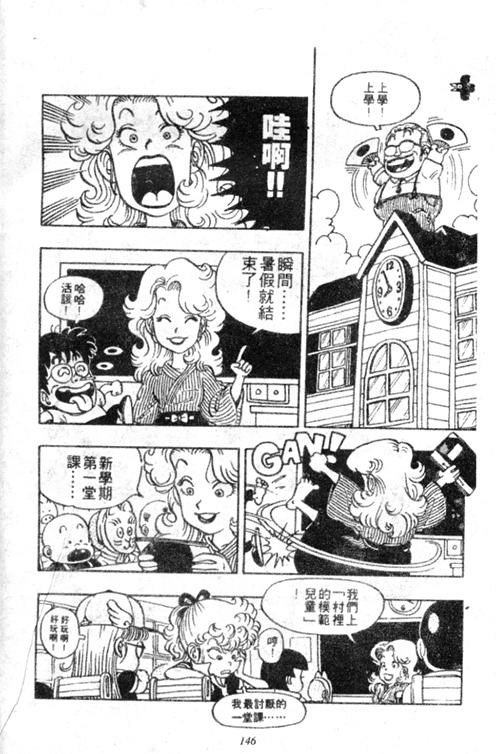 上學！
上學！
哇啊!!
瞬間……
暑假就結
束了！
哈哈！
活該！
GAN!
新學期
第一堂
課……
我們上
「村裡
的模範
兒童」
！
哼！
好玩啊！
好玩啊！
我最討厭的
一堂課……
146